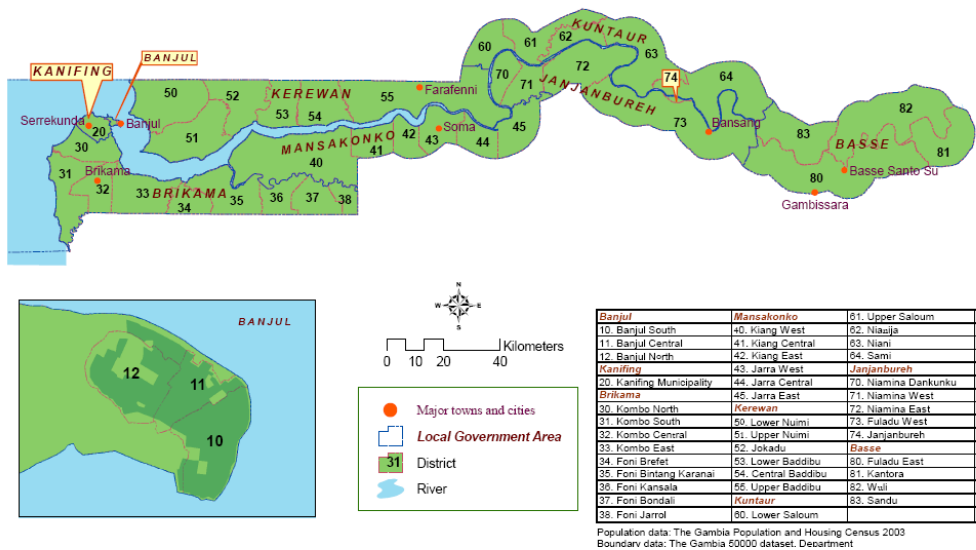 KUNTAUR
60
61
62
63
KANIFING
BANJUL
70
72
74
64
50
52
KEREWAN
55
Farafenni
71
JANJANBUREH
82
Serrekunda
20
Banjul
53
54
45
73
Bansang
83
51
42
Soma
BASSE
30
MANSAKONKO
41
43
44
81
40
Brikama
80
Basse Santo Su
31
32
33
BRIKAMA
34
35
36
37
38
Gambissara
BANJUL
12
11
10
N
W
E
S
Kilometers
0
10
20
40
Major towns and cities
Local Government Area
31
District
River
Banjul
10. Banjul South
11. Banjul Central
12. Banjul North
Kanifing
20. Kanifing Municipality
Brikama
30. Kombo North
31. Kombo South
32. Kombo Central
33. Kombo East
34. Foni Brefet
35. Foni Bintang Karanai
36. Foni Kansala
37. Foni Bondali
38. Foni Jarrol
Mansakonko
40. Kiang West
41. Kiang Central
42. Kiang East
43. Jarra West
44. Jarra Central
45. Jarra East
Kerewan
50. Lower Nuimi
51. Upper Nuimi
52. Jokadu
53. Lower Baddibu
54. Central Baddibu
55. Upper Baddibu
Kuntaur
60. Lower Saloum
61. Upper Saloum
62. Nianija
63. Niani
64. Sami
Janjanbureh
70. Niamina Dankunku
71. Niamina West
72. Niamina East
73. Fuladu West
74. Janjanbureh
Basse
80. Fuladu East
81. Kantora
82. Wuli
83. Sandu
Population data: The Gambia Population and Housing Census 2003
Boundary data: The Gambia 50000 dataset, Department